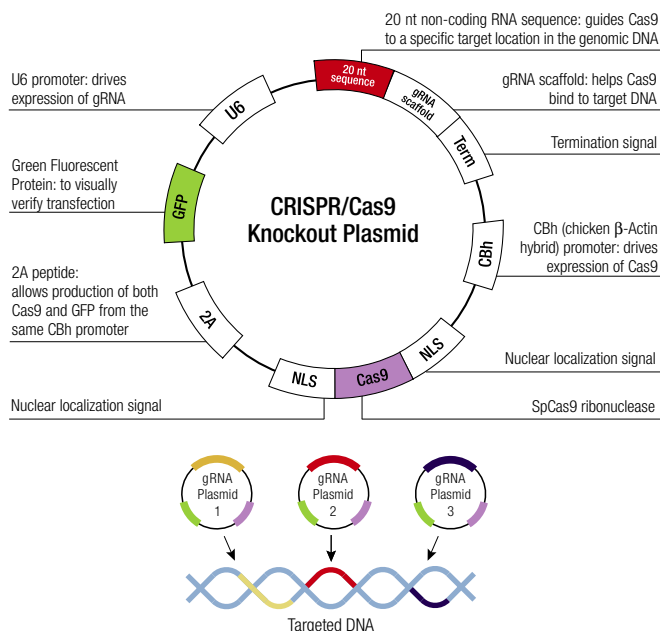 20 nt non-coding RNA sequence: guides Cas9
to a specific target location in the genomic DNA
U6 promoter: drives
expression of gRNA
20 nt
sequence
gRNA
scaffold
gRNA scaffold: helps Cas9
bind to target DNA
U6
Term
Termination signal
Green Fluorescent
Protein: to visually
verify transfection
GFP
CRISPR/Cas9
Knockout Plasmid
CBh
CBh (chicken β-Actin
hybrid) promoter: drives
expression of Cas9
2A peptide:
allows production of both
Cas9 and GFP from the
same CBh promoter
2A
NLS
Cas9
NLS
Nuclear localization signal
Nuclear localization signal
SpCas9 ribonuclease
gRNA
Plasmid
1
gRNA
Plasmid
2
gRNA
Plasmid
3
Targeted DNA